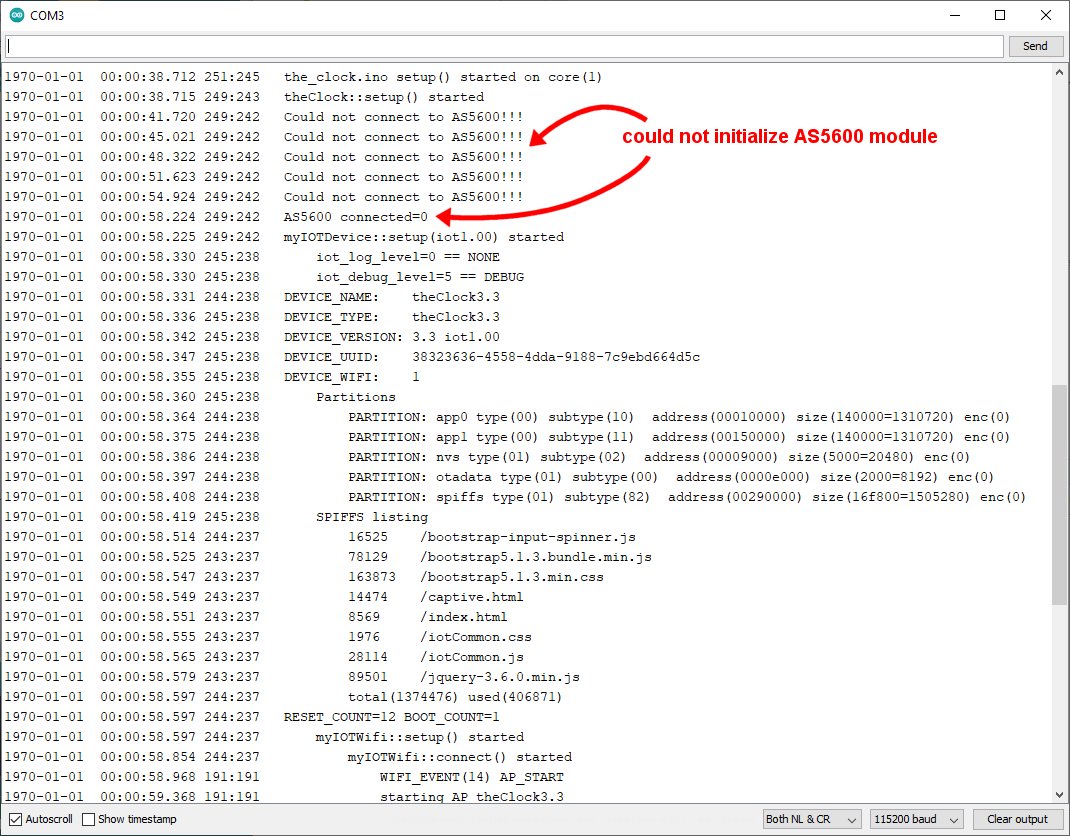 COM3
Send
1970-01-01 00:00:38.712 251:245 the_clock.ino setup() started on core(1)
1970-01-01 00:00:38.715 249:243 theClock::setup() started
1970-01-01 00:00:41.720 249:242 Could not connect to AS5600!!!
1970-01-01 00:00:45.021 249:242 Could not connect to AS5600!!!
could not initialize AS5600 module
1970-01-01 00:00:48.322 249:242 Could not connect to AS5600!!!
1970-01-01 00:00:51.623 249:242 Could not connect to AS5600!!!
1970-01-01 00:00:54.924 249:242 Could not connect to AS5600!!!
1970-01-01 00:00:58.224 249:242 AS5600 connected=0
1970-01-01 00:00:58.225 249:242 myIOTDevice::setup(iot1.00) started
1970-01-01 00:00:58.330 245:238 iot_log_level=0 == NONE
1970-01-01 00:00:58.330 245:238 iot_debug_level=5 == DEBUG
1970-01-01 00:00:58.331 244:238 DEVICE_NAME: theClock3.3
1970-01-01 00:00:58.336 245:238 DEVICE_TYPE: theClock3.3
1970-01-01 00:00:58.342 245:238 DEVICE_VERSION: 3.3 iot1.00
1970-01-01 00:00:58.347 245:238 DEVICE_UUID: 38323636-4558-4dda-9188-7c9ebd664d5c
1970-01-01 00:00:58.355 245:238 DEVICE_WIFI: 1
1970-01-01 00:00:58.360 245:238 Partitions
1970-01-01 00:00:58.364 244:238 PARTITION: app0 type(00) subtype(10) address(00010000) size(140000=1310720) enc(0)
1970-01-01 00:00:58.375 244:238 PARTITION: app1 type(00) subtype(11) address(00150000) size(140000=1310720) enc(0)
1970-01-01 00:00:58.386 244:238 PARTITION: nvs type(01) subtype(02) address(00009000) size(5000=20480) enc(0)
1970-01-01 00:00:58.397 244:238 PARTITION: otadata type(01) subtype(00) address(0000e000) size(2000=8192) enc(0)
1970-01-01 00:00:58.408 244:238 PARTITION: spiffs type(01) subtype(82) address(00290000) size(16f800=1505280) enc(0)
1970-01-01 00:00:58.419 245:238 SPIFFS listing
1970-01-01 00:00:58.514 244:237 16525 /bootstrap-input-spinner.js
1970-01-01 00:00:58.525 243:237 78129 /bootstrap5.1.3.bundle.min.js
1970-01-01 00:00:58.547 243:237 163873 /bootstrap5.1.3.min.css
1970-01-01 00:00:58.549 243:237 14474 /captive.html
1970-01-01 00:00:58.551 243:237 8569 /index.html
1970-01-01 00:00:58.555 243:237 1976 /iotCommon.css
1970-01-01 00:00:58.565 243:237 28114 /iotCommon.js
1970-01-01 00:00:58.579 243:237 89501 /jquery-3.6.0.min.js
1970-01-01 00:00:58.597 244:237 total(1374476) used(406871)
1970-01-01 00:00:58.597 244:237 RESET_COUNT=12 BOOT_COUNT=1
1970-01-01 00:00:58.597 244:237 myIOTWifi::setup() started
1970-01-01 00:00:58.854 244:237 myIOTWifi::connect() started
1970-01-01 00:00:58.968 191:191 WIFI_EVENT(14) AP_START
1970-01-01 00:00:59.368 191:191 starting AP theClock3.3
Autoscroll Show timestamp Both NL & CR 115200 baud Clear output